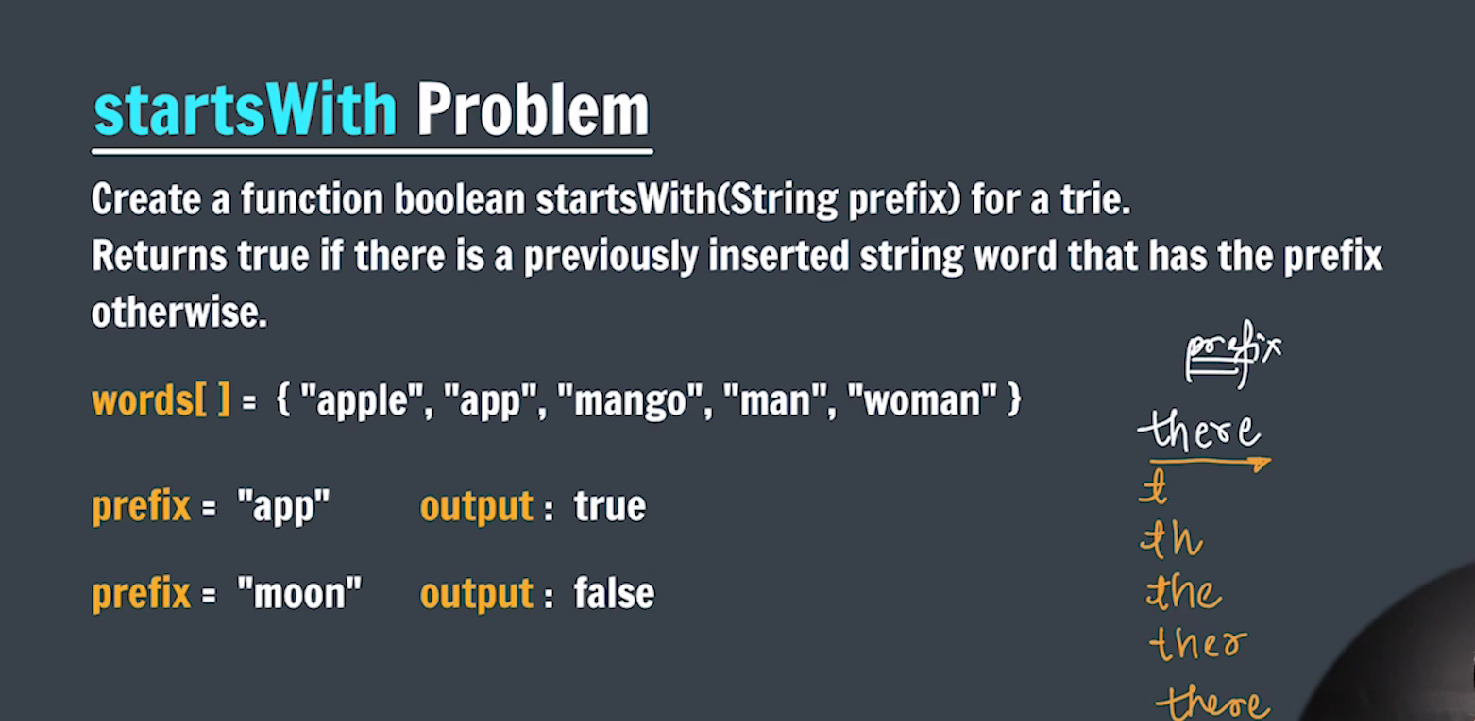 startsWith Problem
Create a function boolean startsWith(String prefix) for a trie.
Returns true if there is a previously inserted string word that has the prefix
otherwise.
words[ ] = { "apple", "app", "mango", "man", "woman" }
prefix = "app" output : true
prefix = "moon" output : false
prefix
there
t
th
the
ther
there